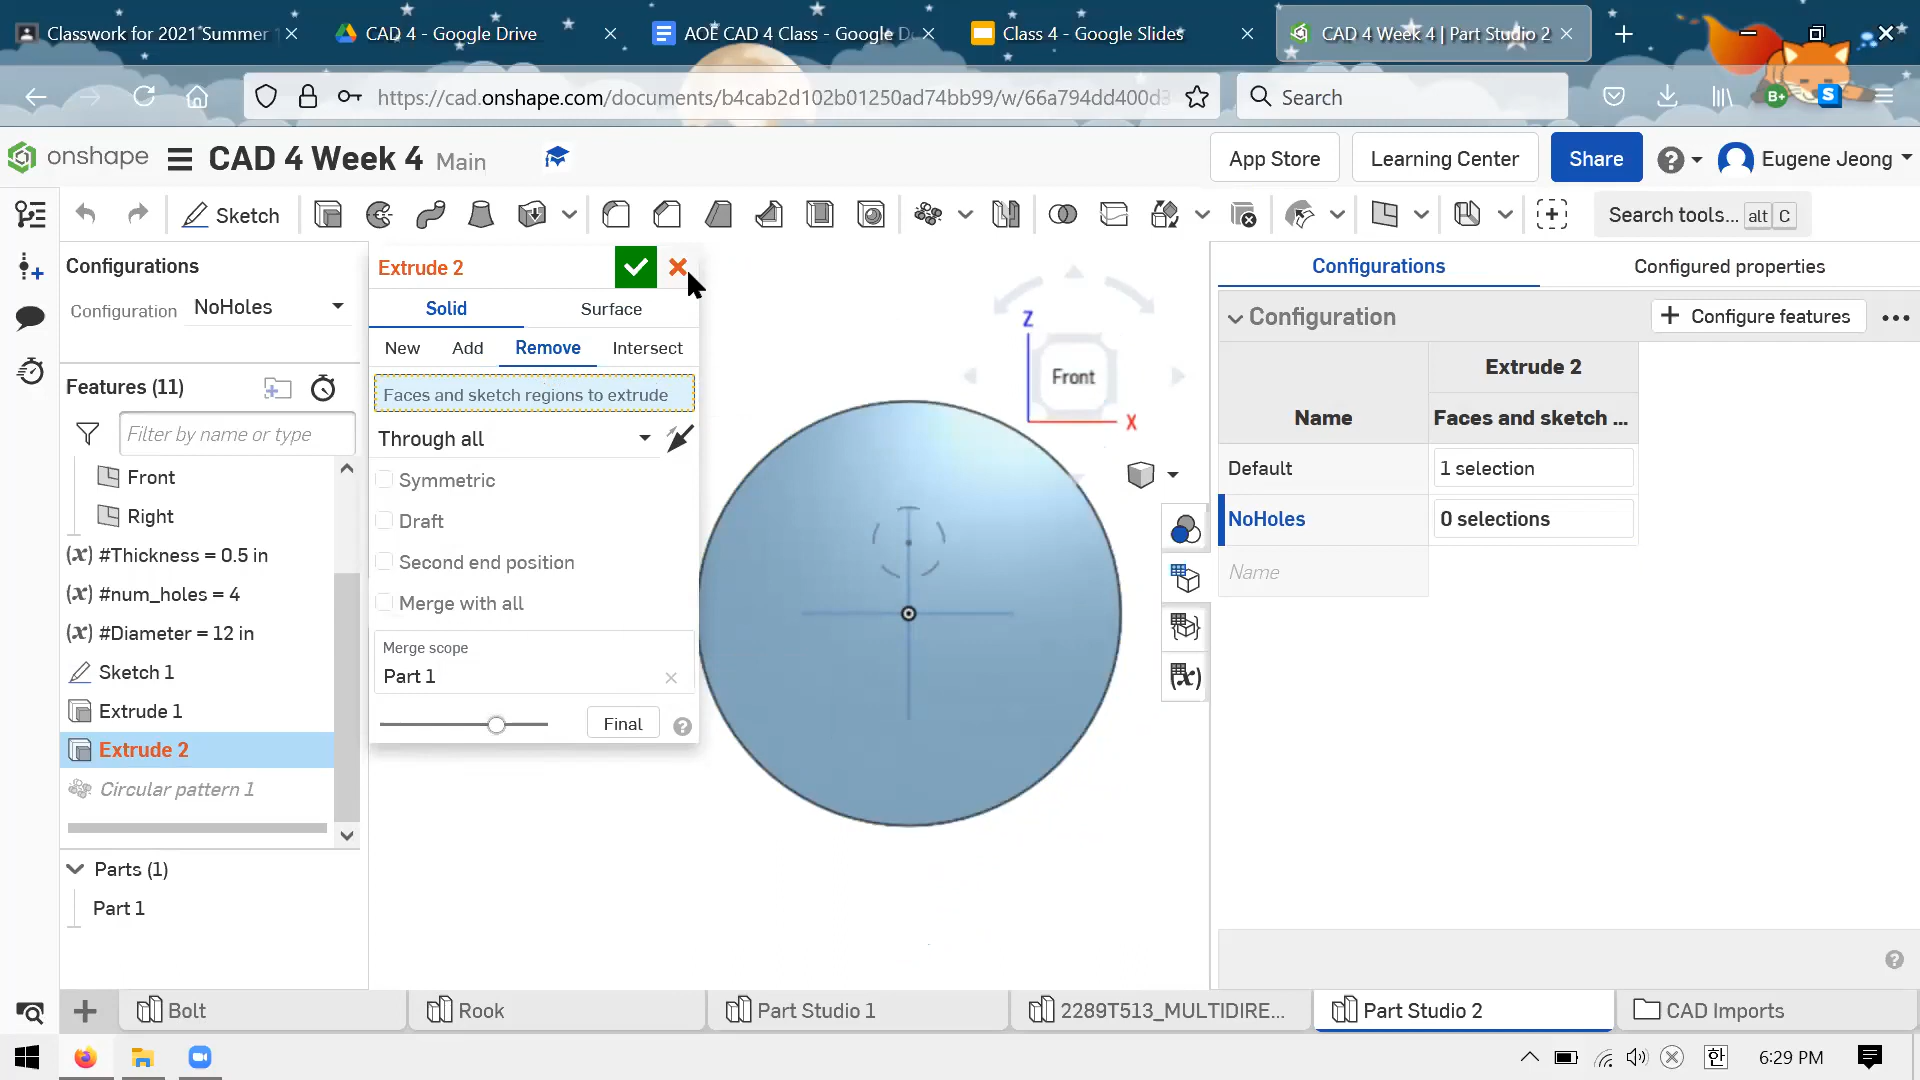 Classwork for 2021 Summer 1
CAD 4 - Google Drive
AOE CAD 4 Class - Google D
Class 4 - Google Slides
CAD 4 Week 4 | Part Studio 2
https://cad.onshape.com/documents/b4cab2d102b01250ad74bb99/w/66a794dd400d3
Search
B+
S
onshape
CAD 4 Week 4 Main
App Store
Learning Center
Share
Eugene Jeong
Sketch
Search tools... alt C
Configurations
Configuration NoHoles
Features (11)
Filter by name or type
Front
Right
(x) #Thickness = 0.5 in
(x) #num_holes = 4
(x) #Diameter = 12 in
Sketch 1
Extrude 1
Extrude 2
Circular pattern 1
Parts (1)
Part 1
Extrude 2
Solid Surface
New Add Remove Intersect
Faces and sketch regions to extrude
Through all
Symmetric
Draft
Second end position
Merge with all
Merge scope
Part 1
Final
Z
Front
X
Configurations Configured properties
Configuration + Configure features
Extrude 2
Name Faces and sketch ...
Default 1 selection
NoHoles 0 selections
Name
Bolt
Rook
Part Studio 1
2289T513_MULTIDIRE...
Part Studio 2
CAD Imports
한
6:29 PM